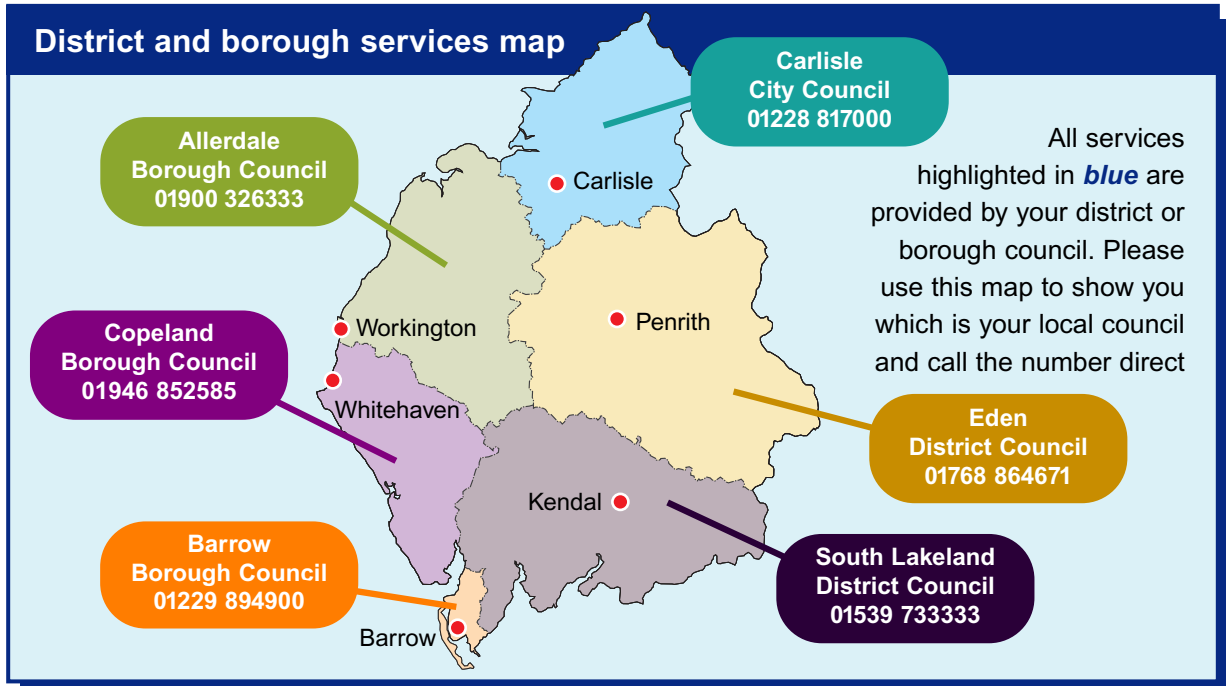 District and borough services map
Carlisle
City Council
01228 817000
Allerdale
Borough Council
01900 326333
All services
highlighted in blue are
provided by your district or
borough council. Please
use this map to show you
which is your local council
and call the number direct
Carlisle
Workington
Penrith
Copeland
Borough Council
01946 852585
Whitehaven
Eden
District Council
01768 864671
Kendal
Barrow
Borough Council
01229 894900
South Lakeland
District Council
01539 733333
Barrow